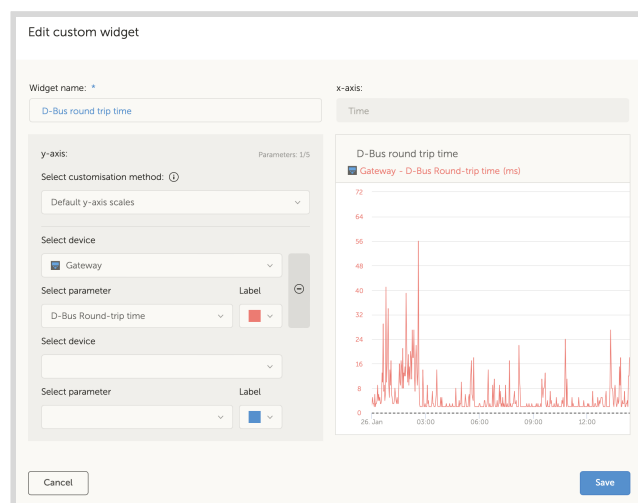 Edit custom widget
Widget name: *
D-Bus round trip time
x-axis:
Time
y-axis:
Parameters: 1/5
Select customisation method:
Default y-axis scales
Select device
Gateway
Select parameter
Label
D-Bus Round-trip time
Select device
Select parameter
Label
D-Bus round trip time
Gateway - D-Bus Round-trip time (ms)
72
64
56
48
40
32
24
16
8
0
26. Jan
03:00
06:00
09:00
12:00
Cancel
Save